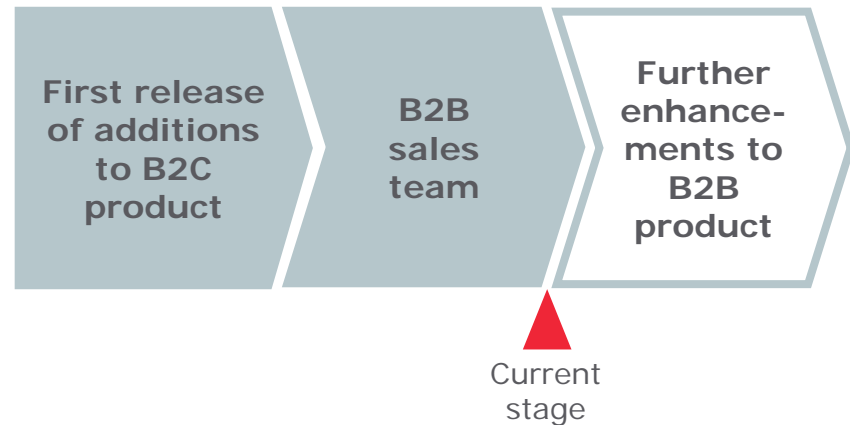 First release
of additions
to B2C
product
B2B
sales
team
Further
enhance-
ments to
B2B
product
Current
stage